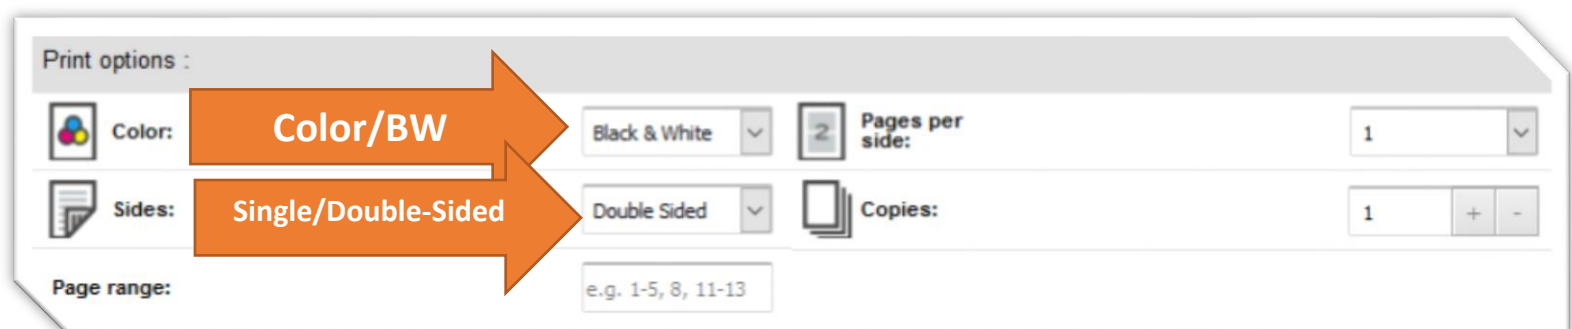 Print options :
Color:
Color/BW
Black & White
2
Pages per
side:
1
Sides:
Single/Double-Sided
Double Sided
Copies:
1
+
-
Page range:
e.g. 1-5, 8, 11-13